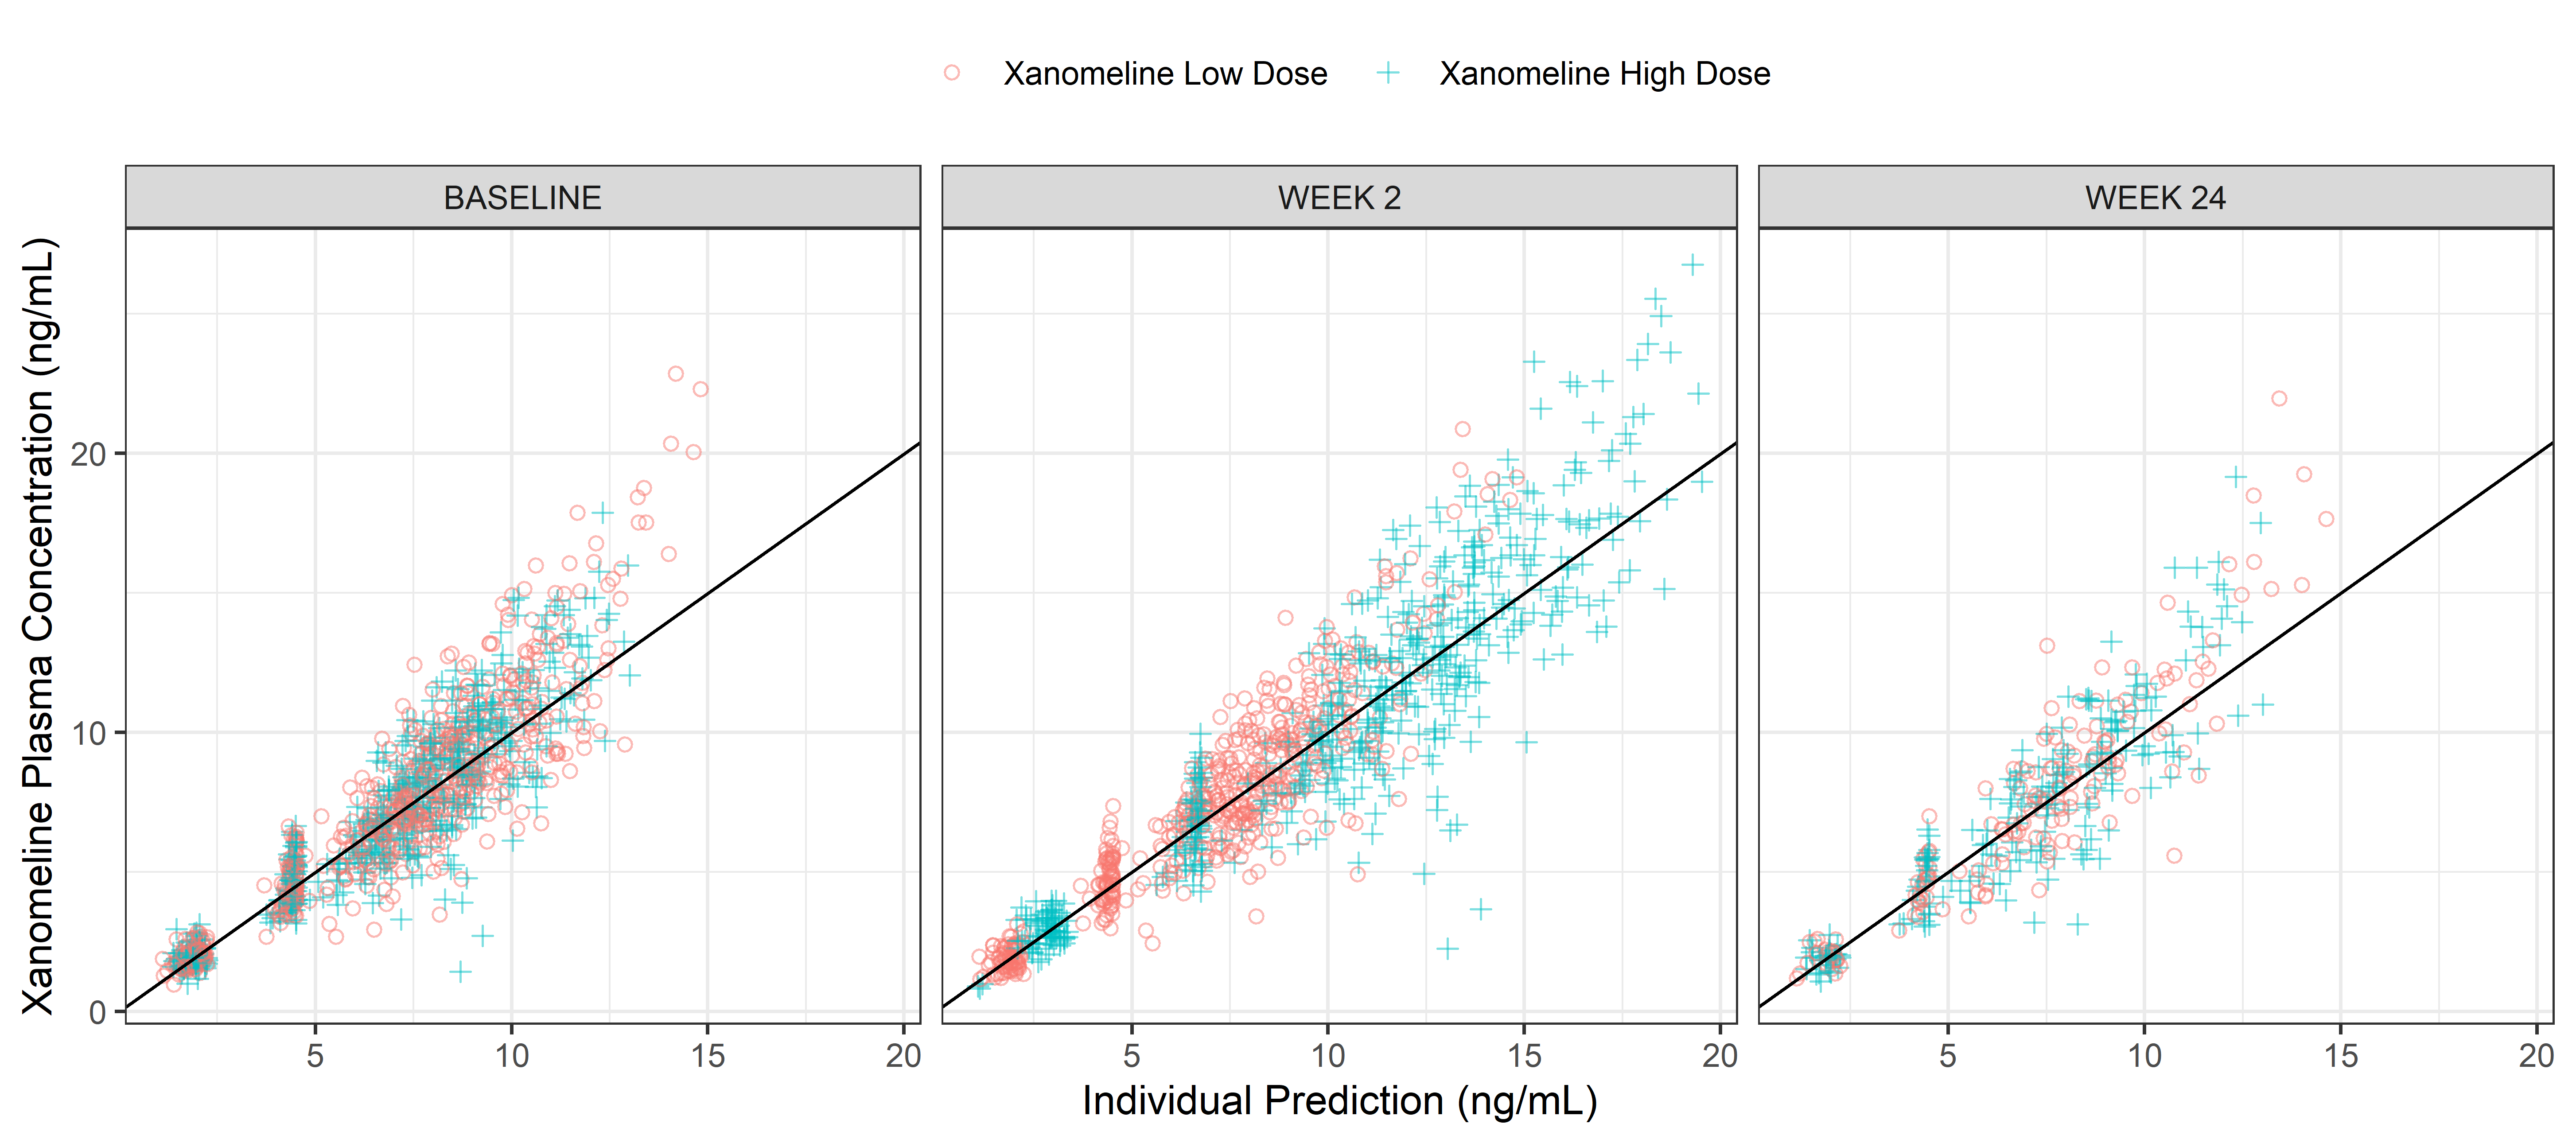 Xanomeline Low Dose Xanomeline High Dose
BASELINE WEEK 2 WEEK 24
Xanomeline Plasma Concentration (ng/mL)
20
10
0
5 10 15 20 5 10 15 20 5 10 15 20
Individual Prediction (ng/mL)